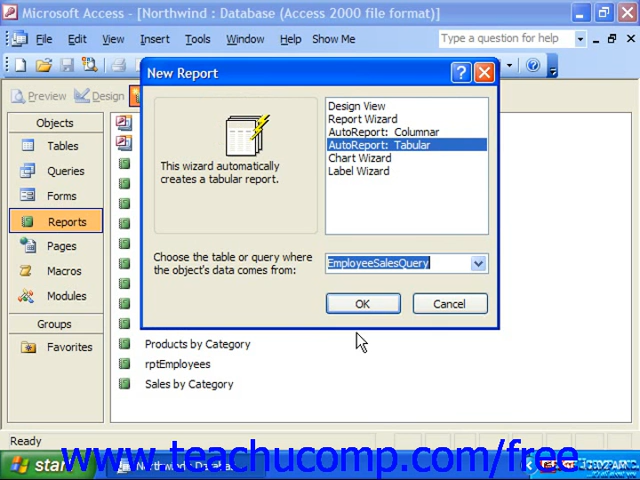 Microsoft Access - [Northwind : Database (Access 2000 file format)]
File Edit View Insert Tools Window Help Show Me
Type a question for help
Preview Design
New Report
Objects
Tables
Queries
Forms
Reports
Pages
Macros
Modules
Groups
Favorites
This wizard automatically
creates a tabular report.
Design View
Report Wizard
AutoReport: Columnar
AutoReport: Tabular
Chart Wizard
Label Wizard
Choose the table or query where
the object's data comes from:
EmployeeSalesQuery
OK
Cancel
Products by Category
rptEmployees
Sales by Category
Ready
start
Northwind : Databa
www.teachucomp.com/free